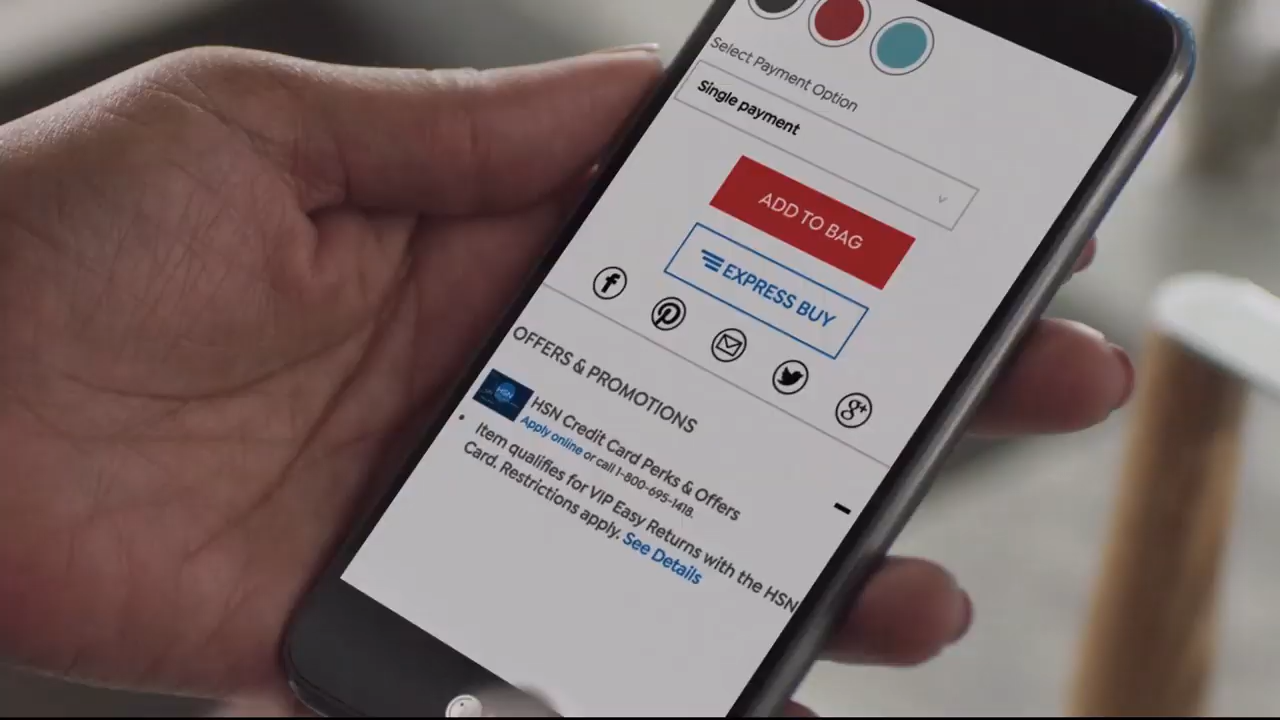 Select Payment Option
Single payment
ADD TO BAG
EXPRESS BUY
OFFERS & PROMOTIONS
HSN
HSN Credit Card Perks & Offers
Apply online or call 1-800-695-1418.
Item qualifies for VIP Easy Returns with the HSN
Card. Restrictions apply. See Details